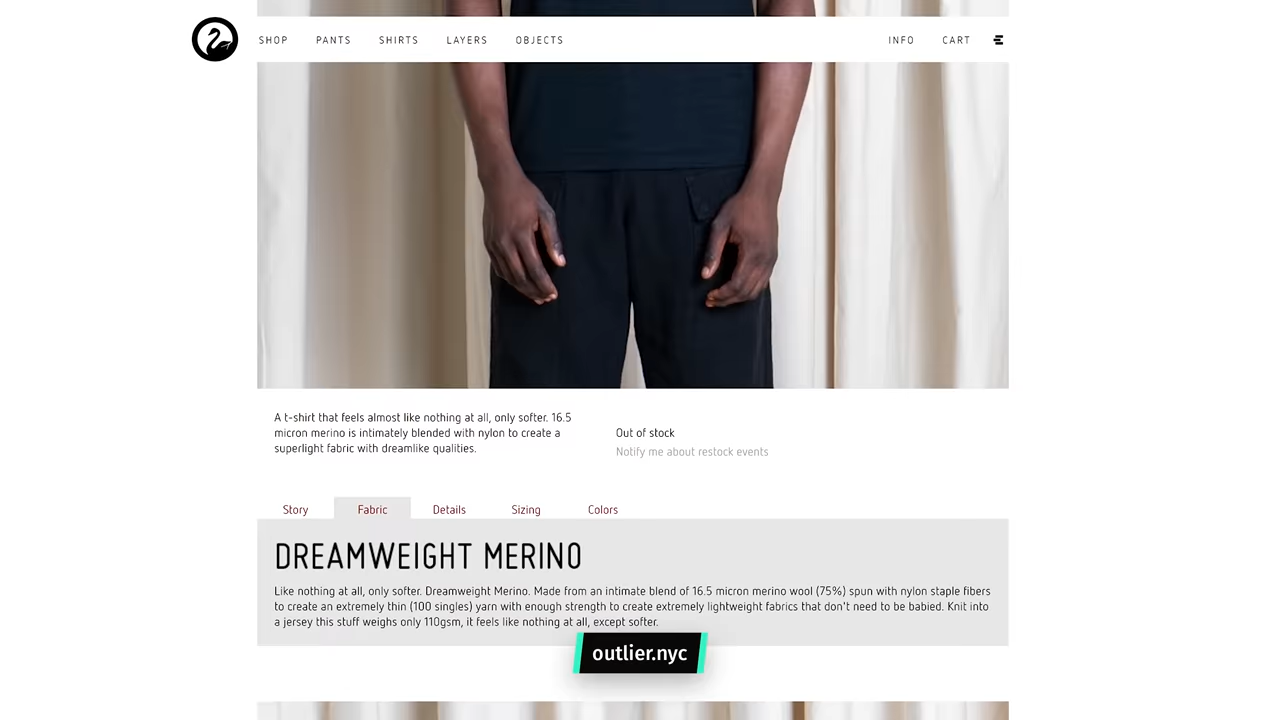 SHOP PANTS SHIRTS LAYERS OBJECTS INFO CART
A t-shirt that feels almost like nothing at all, only softer. 16.5
micron merino is intimately blended with nylon to create a
superlight fabric with dreamlike qualities.
Out of stock
Notify me about restock events
Story Fabric Details Sizing Colors
DREAMWEIGHT MERINO
Like nothing at all, only softer. Dreamweight Merino. Made from an intimate blend of 16.5 micron merino wool (75%) spun with nylon staple fibers
to create an extremely thin (100 singles) yarn with enough strength to create extremely lightweight fabrics that don't need to be babied. Knit into
a jersey this stuff weighs only 110gsm, it feels like nothing at all, except softer.
outlier.nyc